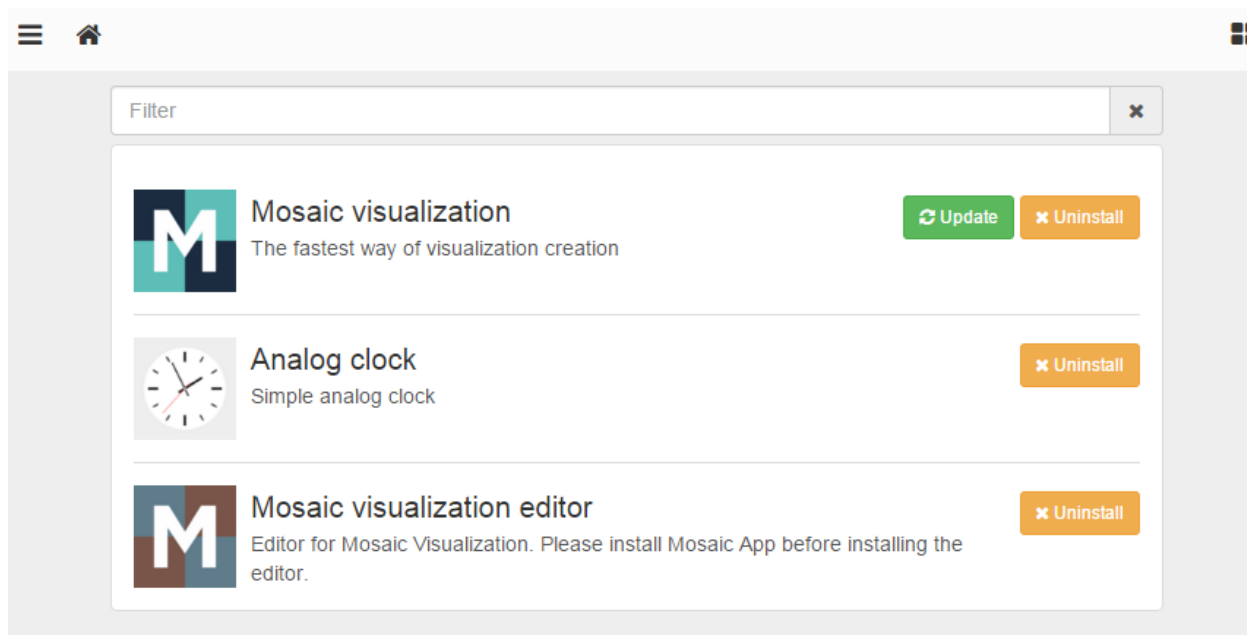 Filter
M
Mosaic visualization
Update
Uninstall
The fastest way of visualization creation
Analog clock
Uninstall
Simple analog clock
M
Mosaic visualization editor
Uninstall
Editor for Mosaic Visualization. Please install Mosaic App before installing the
editor.